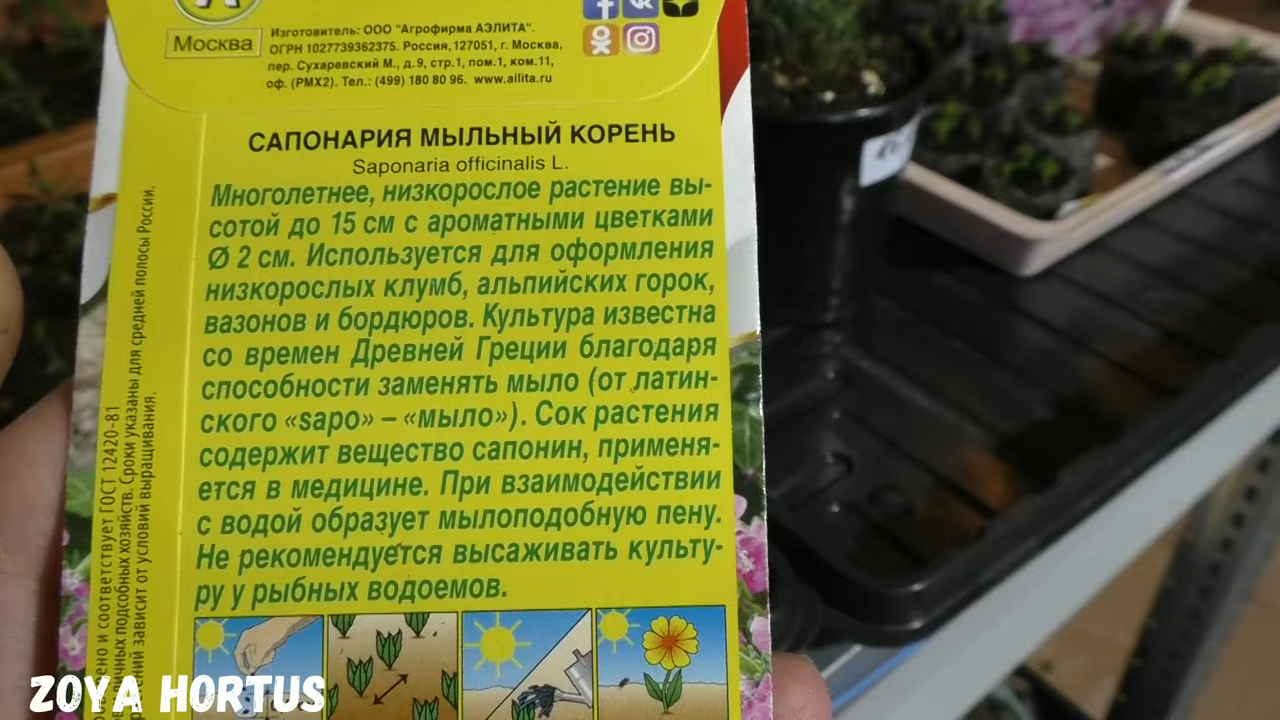 Москва
Изготовитель: ООО "Агрофирма АЭЛИТА".
ОГРН 1027739362375. Россия, 127051, г. Москва,
пер. Сухаревский М., д.9, стр.1, пом.1, ком.11,
оф. (РМХ2). Тел.: (499) 180 80 96. www.ailita.ru
САПОНАРИЯ МЫЛЬНЫЙ КОРЕНЬ
Saponaria officinalis L.
Многолетнее, низкорослое растение вы-
сотой до 15 см с ароматными цветками
Ø 2 см. Используется для оформления
низкорослых клумб, альпийских горок,
вазонов и бордюров. Культура известна
со времен Древней Греции благодаря
способности заменять мыло (от латин-
ского «sapo» – «мыло»). Сок растения
содержит вещество сапонин, применя-
ется в медицине. При взаимодействии
с водой образует мылоподобную пену.
Не рекомендуется высаживать культу-
ру у рыбных водоемов.
но и соответствует ГОСТ 12420-81
подсобных хозяйств. Сроки указаны для средней полосы России.
зависит от условий выращивания.
ZOYA HORTUS